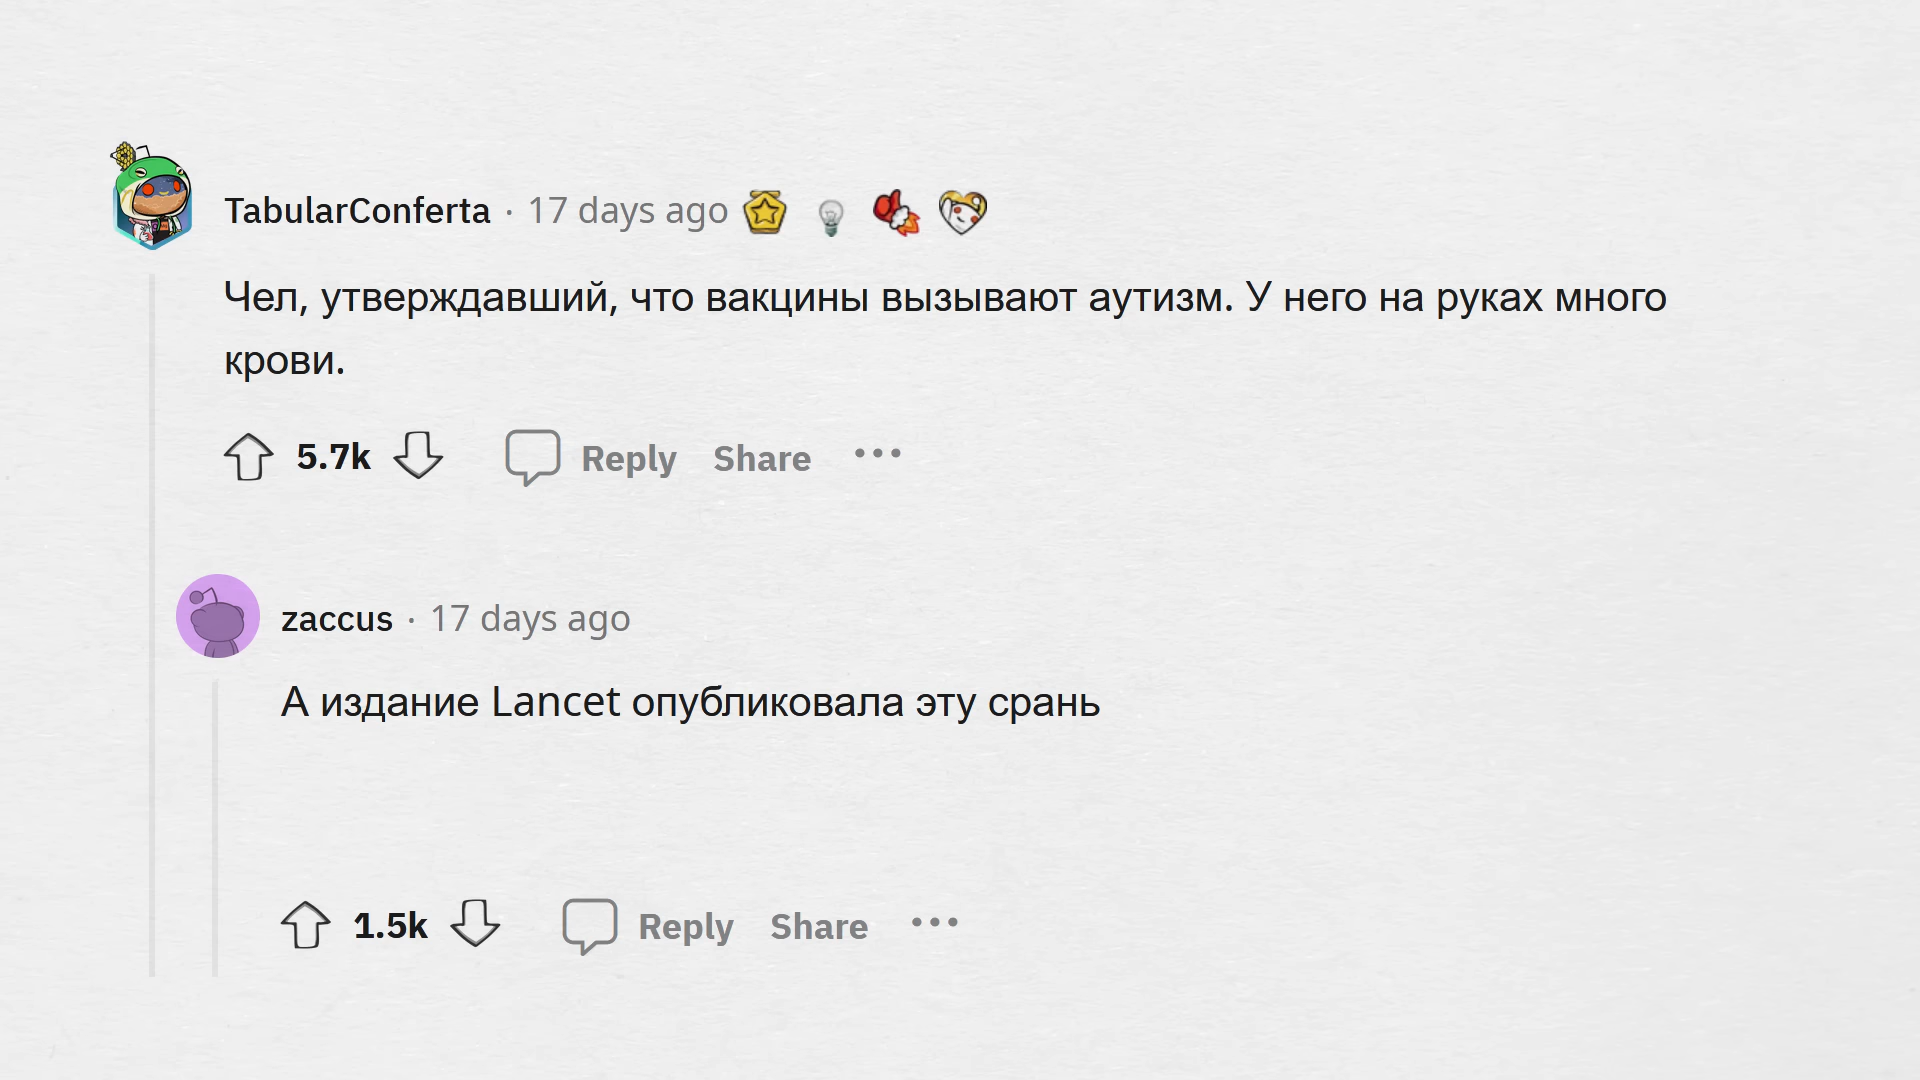 TabularConferta · 17 days ago
Чел, утверждавший, что вакцины вызывают аутизм. У него на руках много
крови.
5.7k Reply Share ...
zaccus · 17 days ago
А издание Lancet опубликовала эту срань
1.5k Reply Share ...